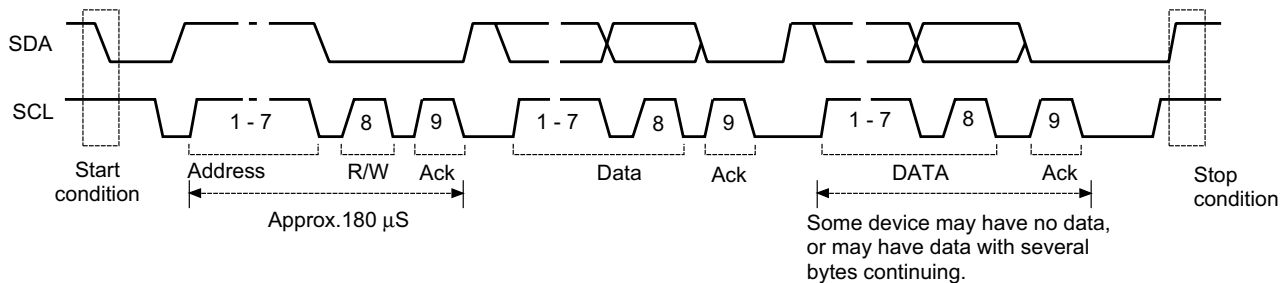 SDA
SCL
1 - 7
8
9
1 - 7
8
9
1 - 7
8
9
Start
condition
Address
R/W
Ack
Data
Ack
DATA
Ack
Stop
condition
Approx.180 μS
Some device may have no data,
or may have data with several
bytes continuing.